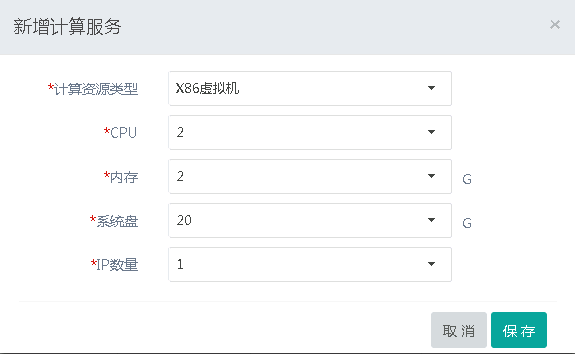 新增计算服务 ×
*计算资源类型 X86虚拟机
*CPU 2
*内存 2 G
*系统盘 20 G
*IP数量 1
取消 保存